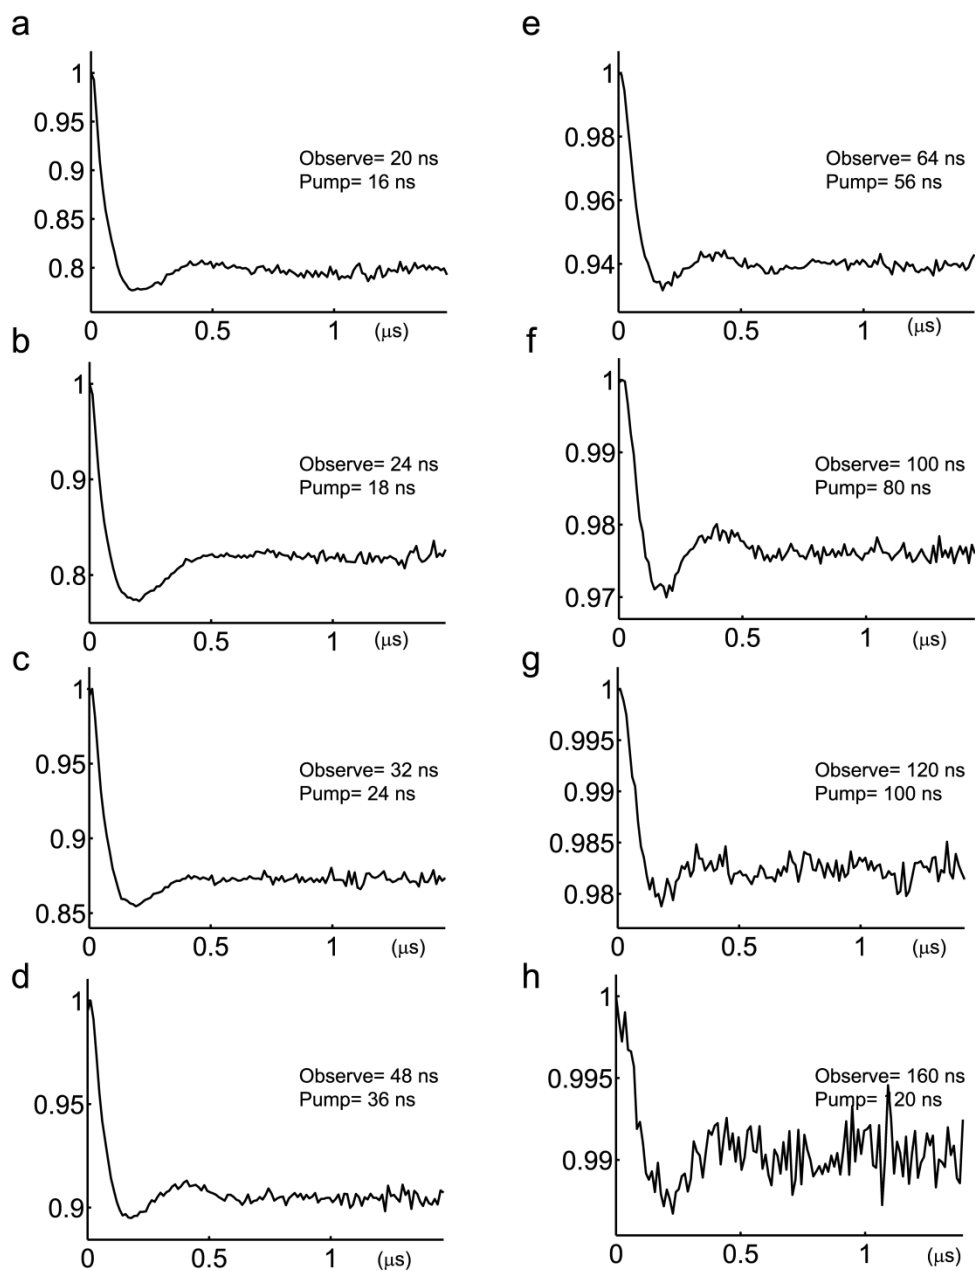 a
1
0.95
0.9
0.85
0.8
Observe= 20 ns
Pump= 16 ns
0 0.5 1 (μs)
b
1
0.9
0.8
Observe= 24 ns
Pump= 18 ns
0 0.5 1 (μs)
c
1
0.95
0.9
0.85
Observe= 32 ns
Pump= 24 ns
0 0.5 1 (μs)
d
1
0.95
0.9
Observe= 48 ns
Pump= 36 ns
0 0.5 1 (μs)
e
1
0.98
0.96
0.94
Observe= 64 ns
Pump= 56 ns
0 0.5 1 (μs)
f
1
0.99
0.98
0.97
Observe= 100 ns
Pump= 80 ns
0 0.5 1 (μs)
g
1
0.995
0.99
0.985
0.98
Observe= 120 ns
Pump= 100 ns
0 0.5 1 (μs)
h
1
0.995
0.99
Observe= 160 ns
Pump= 120 ns
0 0.5 1 (μs)